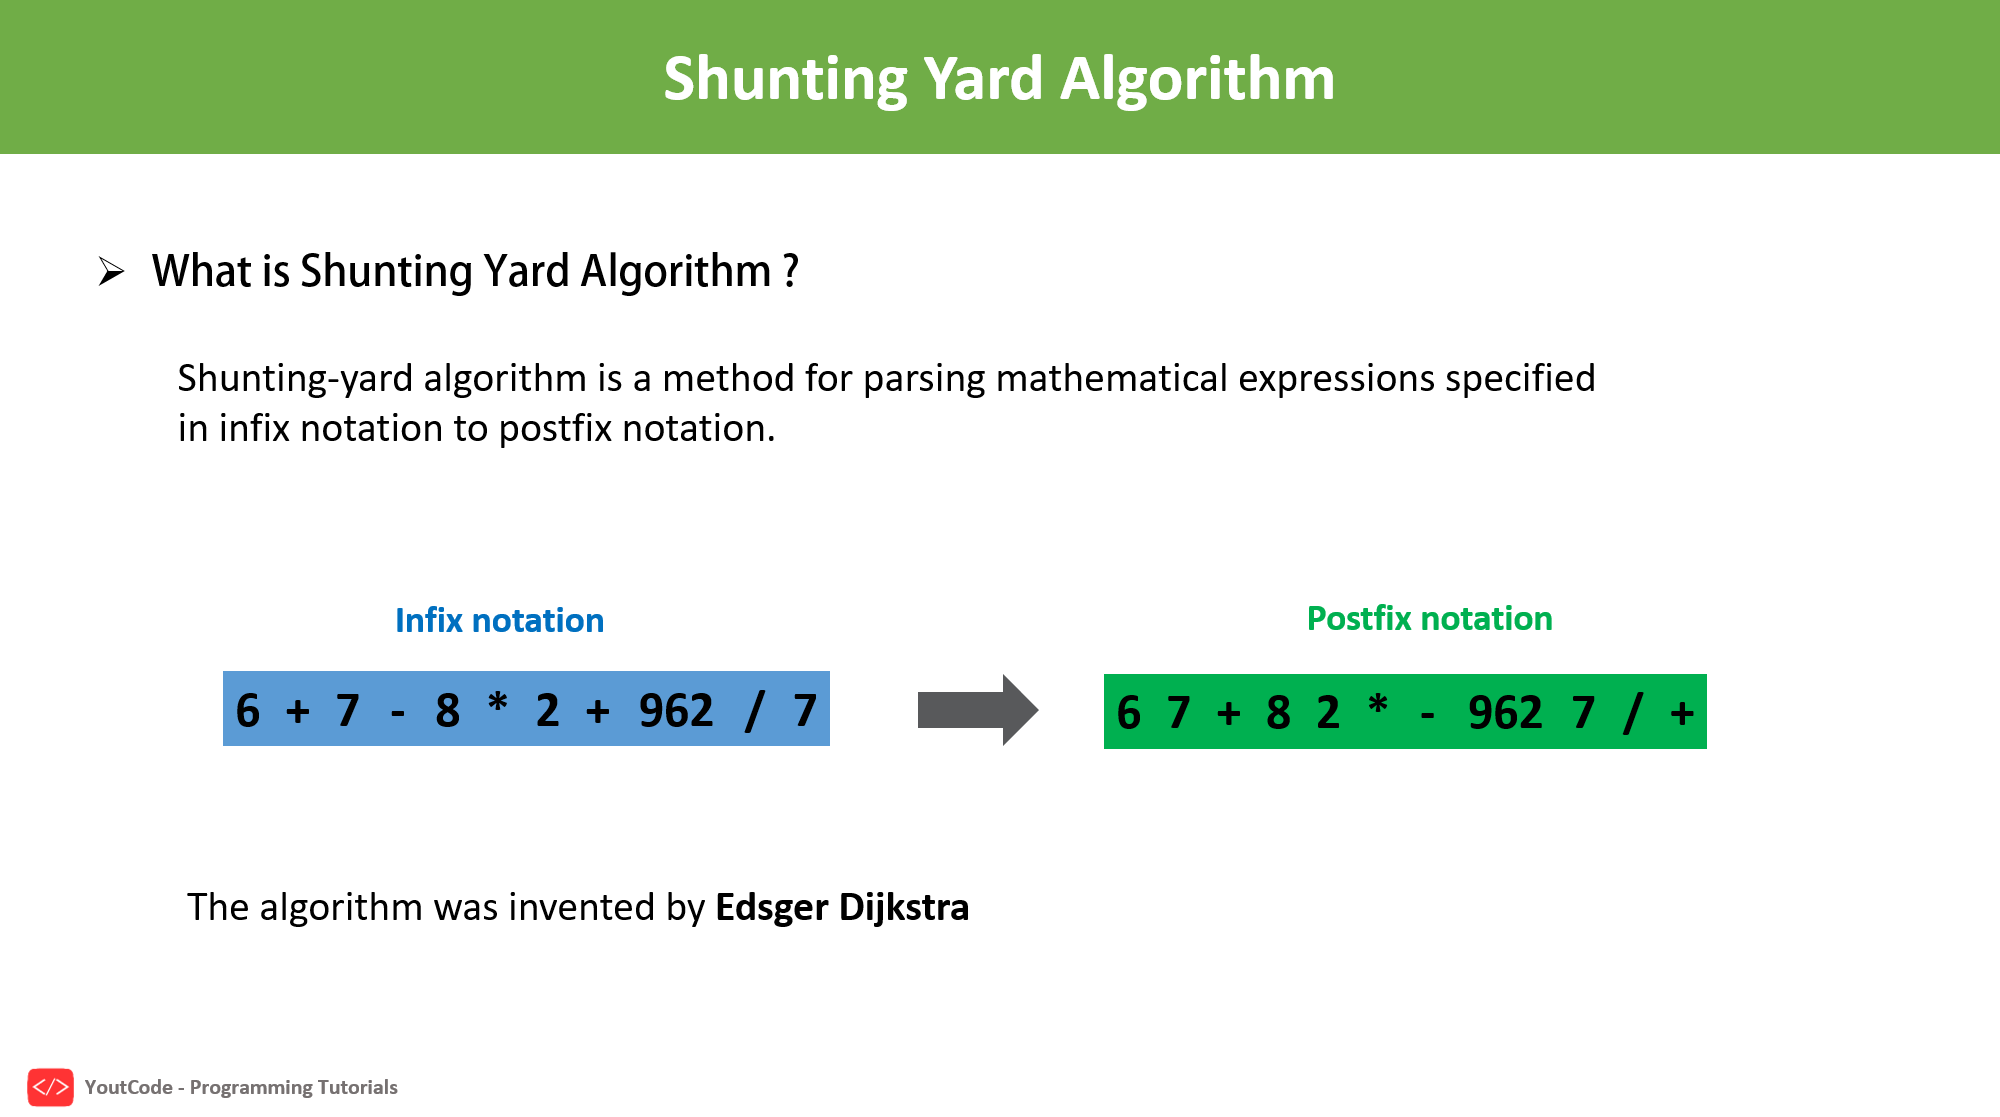 Shunting Yard Algorithm
What is Shunting Yard Algorithm ?
Shunting-yard algorithm is a method for parsing mathematical expressions specified
in infix notation to postfix notation.
Infix notation
Postfix notation
6 + 7 - 8 * 2 + 962 / 7
6 7 + 8 2 * - 962 7 / +
The algorithm was invented by Edsger Dijkstra
</> YoutCode - Programming Tutorials